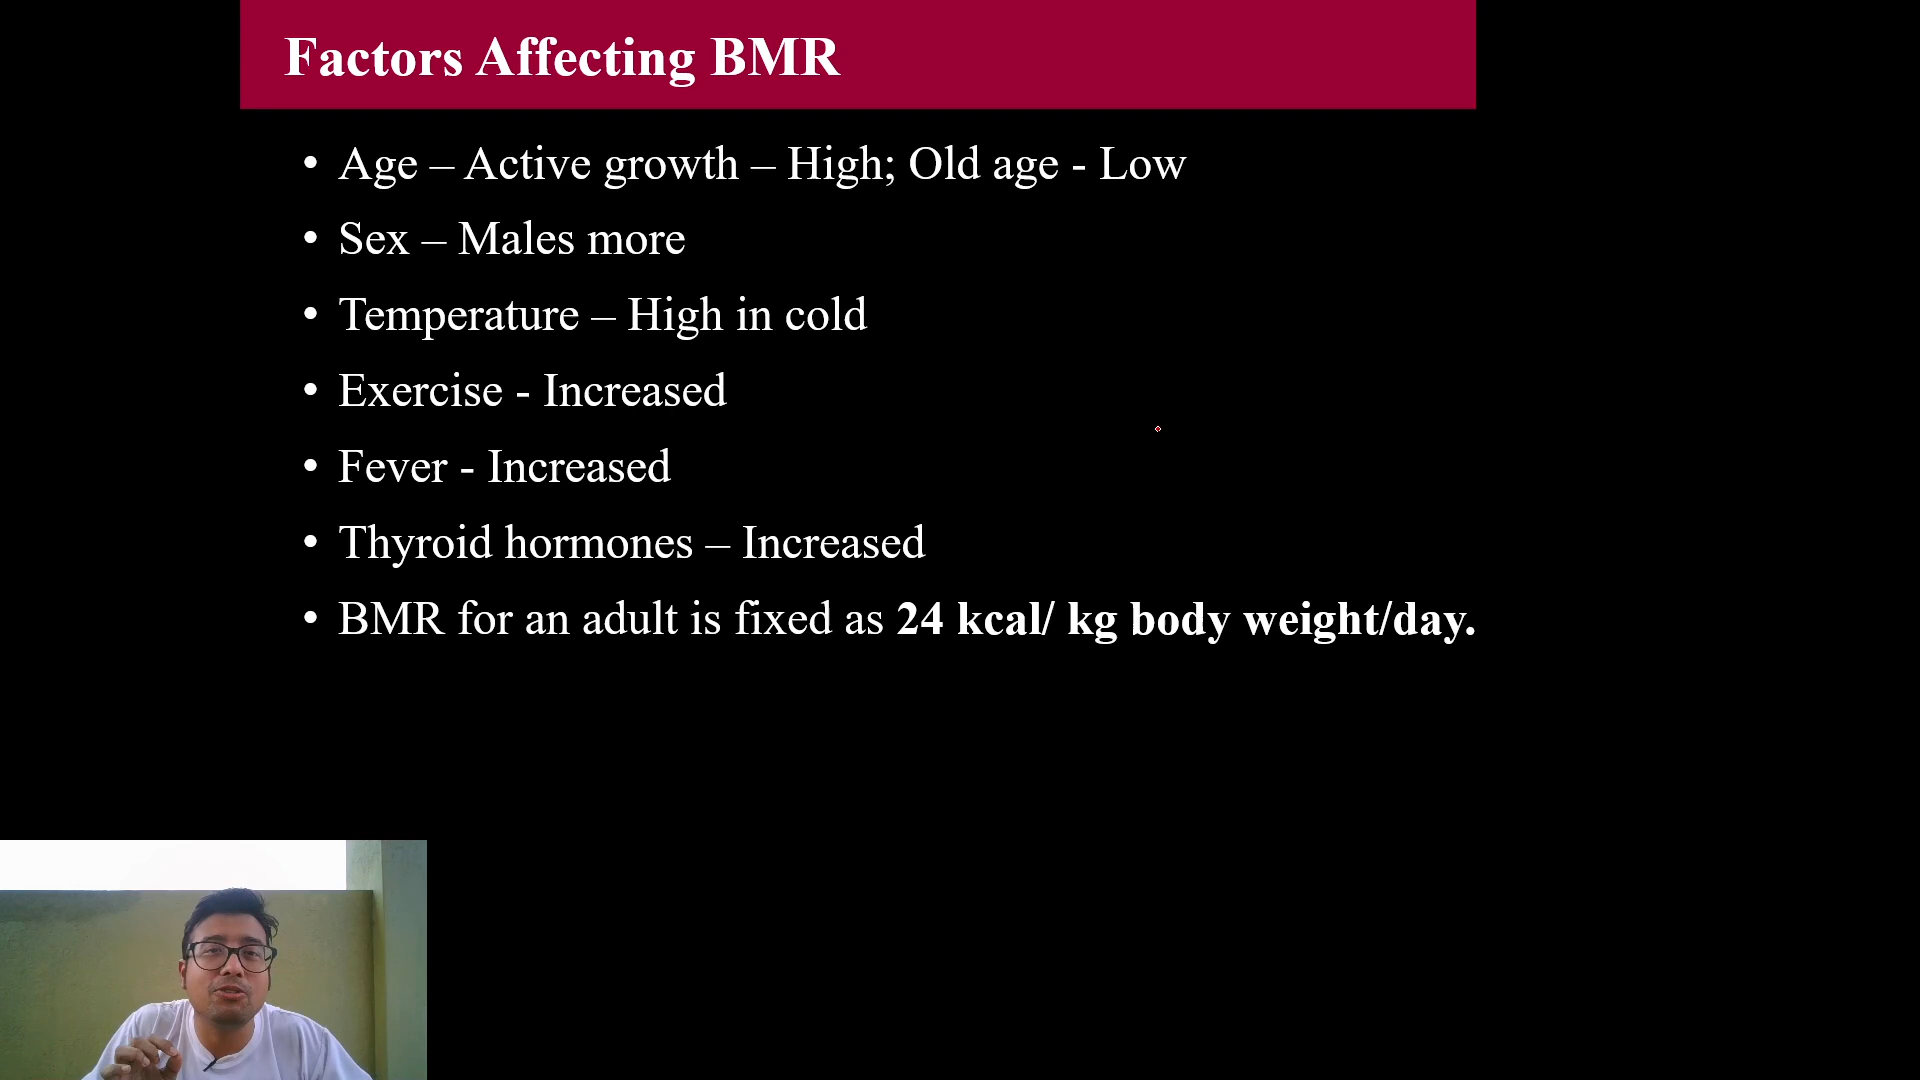 Factors Affecting BMR
• Age – Active growth – High; Old age - Low
• Sex – Males more
• Temperature – High in cold
• Exercise - Increased
• Fever - Increased
• Thyroid hormones – Increased
• BMR for an adult is fixed as 24 kcal/ kg body weight/day.